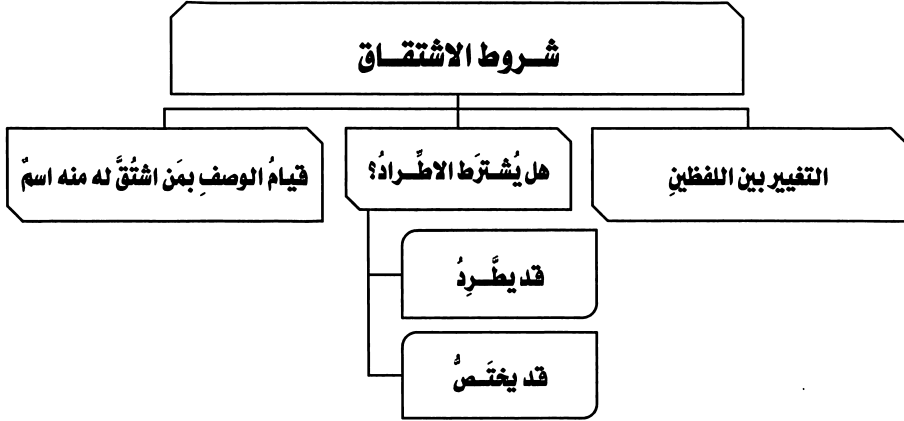 شروط الاشتقاق
التغيير بين اللفظينِ
هل يُشترَط الاطِّرادُ؟
قيامُ الوصفِ بمَن اشتُقَّ له منه اسمٌ
قد يطَّرِدُ
قد يختَصُّ